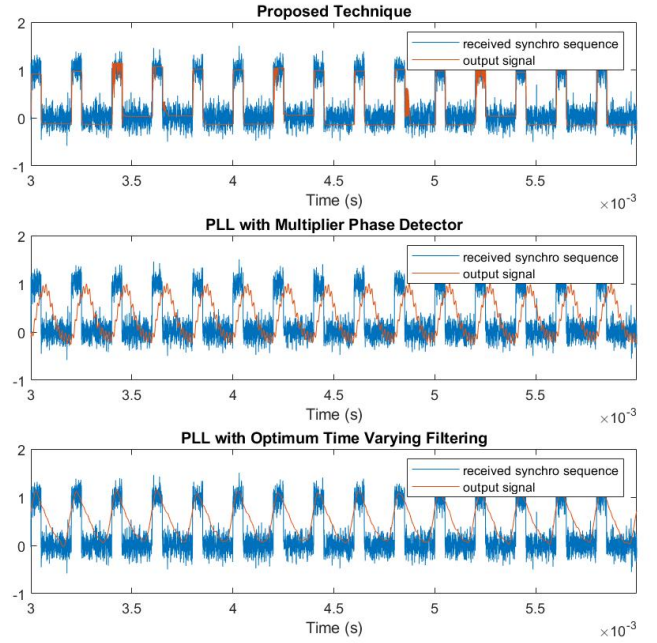 Proposed Technique
2
1
0
-1
received synchro sequence
output signal
3 3.5 4 4.5 5 5.5
Time (s)
×10-3
PLL with Multiplier Phase Detector
2
1
0
-1
received synchro sequence
output signal
3 3.5 4 4.5 5 5.5
Time (s)
×10-3
PLL with Optimum Time Varying Filtering
2
1
0
-1
received synchro sequence
output signal
3 3.5 4 4.5 5 5.5
Time (s)
×10-3